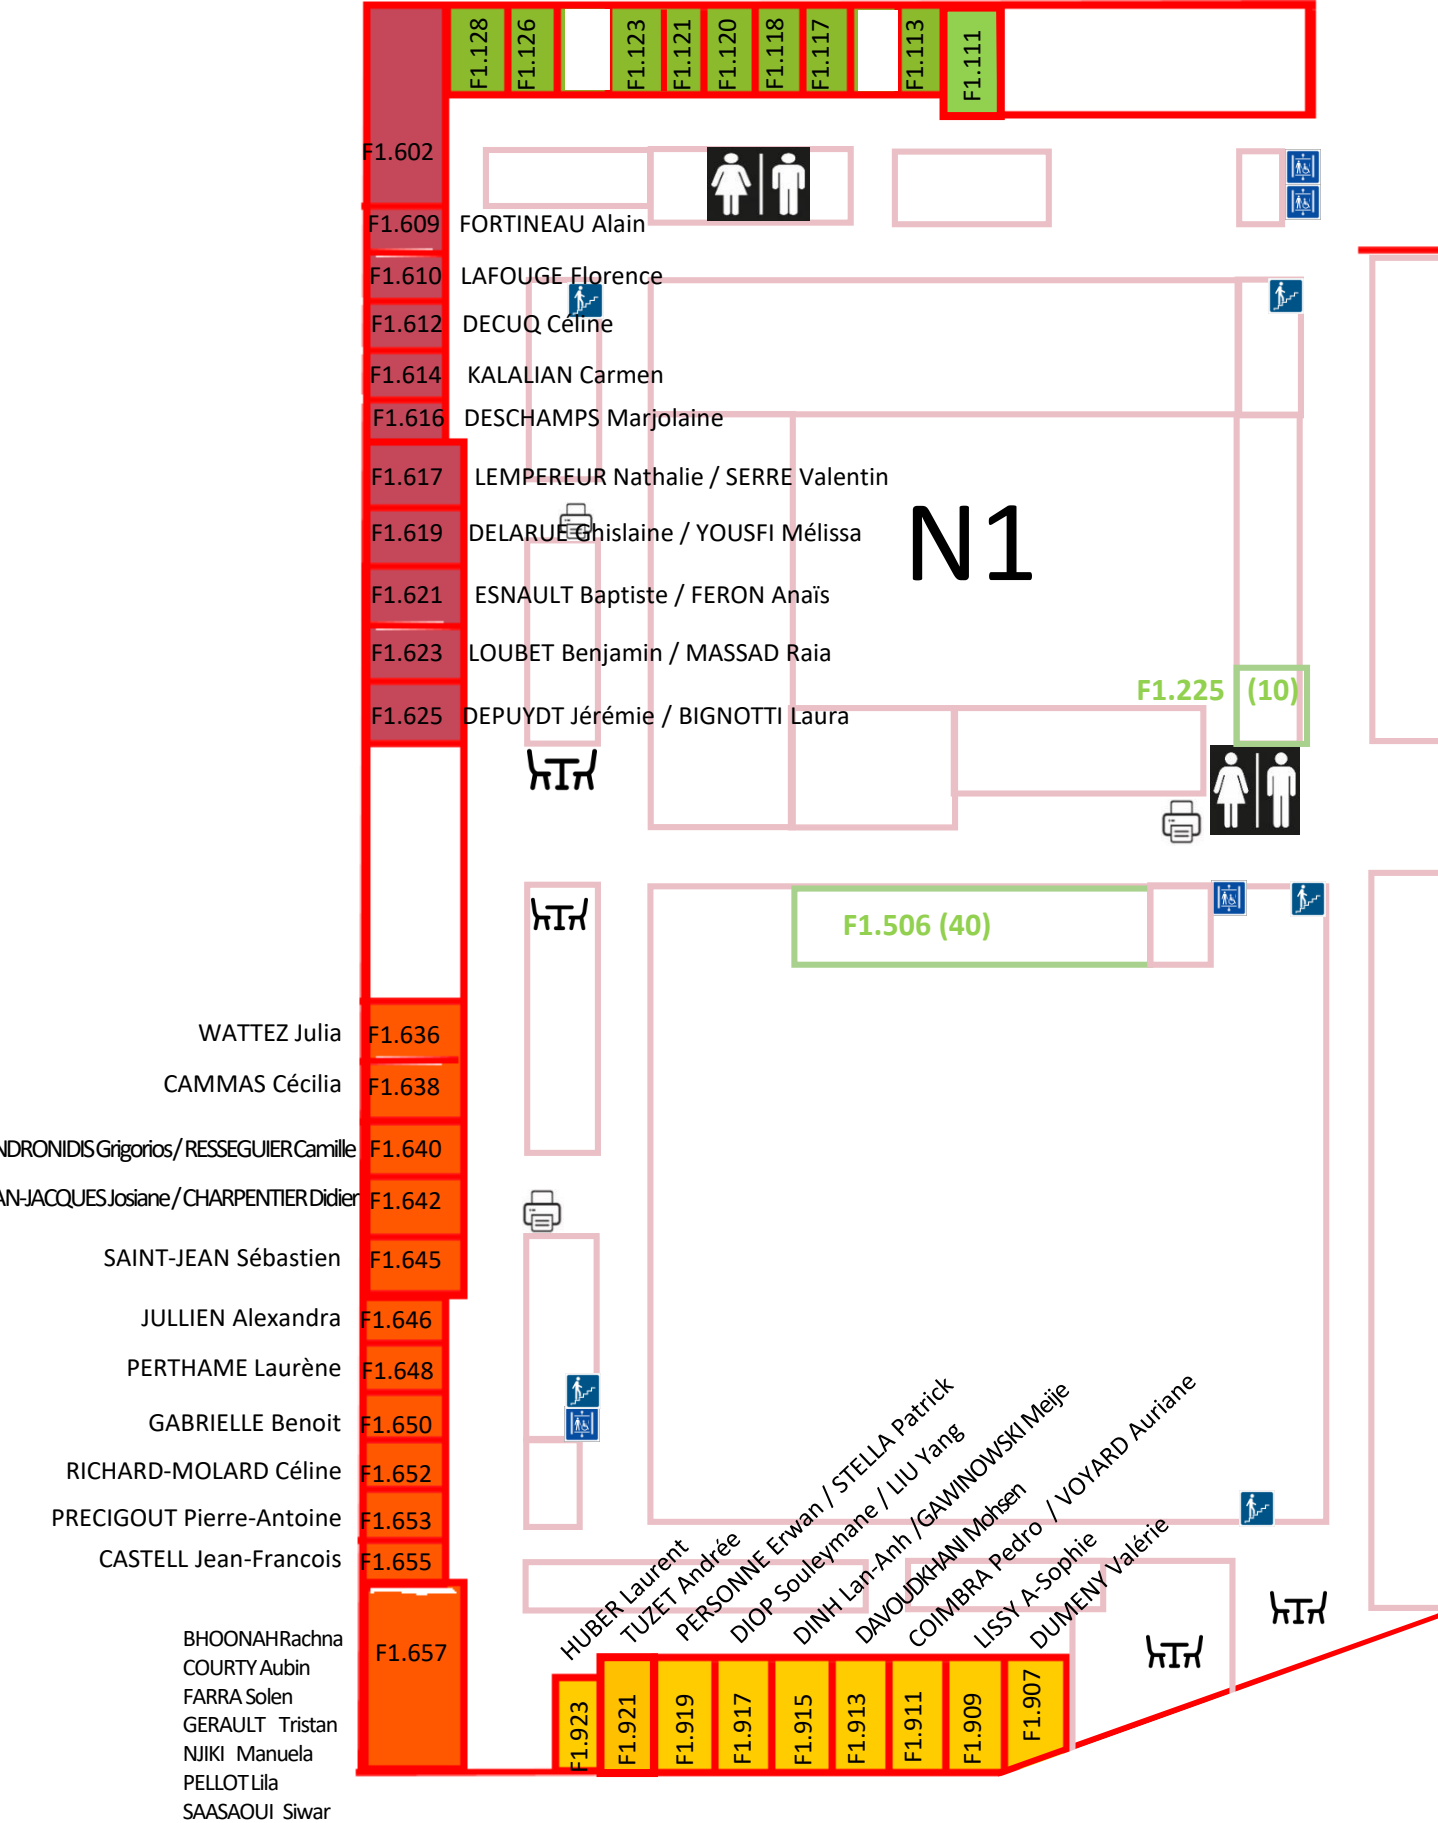 F1.128
F1.126
F1.123
F1.121
F1.120
F1.118
F1.117
F1.113
F1.111
F1.602
F1.609 FORTINEAU Alain
F1.610 LAFOUGE Florence
F1.612 DECUQ Céline
F1.614 KALALIAN Carmen
F1.616 DESCHAMPS Marjolaine
F1.617 LEMPEREUR Nathalie / SERRE Valentin
F1.619 DELARUE Ghislaine / YOUSFI Mélissa
N1
F1.621 ESNAULT Baptiste / FERON Anaïs
F1.623 LOUBET Benjamin / MASSAD Raia
F1.225 (10)
F1.625 DEPUYDT Jérémie / BIGNOTTI Laura
F1.506 (40)
WATTEZ Julia F1.636
CAMMAS Cécilia F1.638
NDRONIDIS Grigorios / RESSEGUIER Camille F1.640
AN-JACQUES Josiane / CHARPENTIER Didier F1.642
SAINT-JEAN Sébastien F1.645
JULLIEN Alexandra F1.646
PERTHAME Laurène F1.648
GABRIELLE Benoit F1.650
RICHARD-MOLARD Céline F1.652
PRECIGOUT Pierre-Antoine F1.653
CASTELL Jean-Francois F1.655
F1.657
BHOONAH Rachna
COURTY Aubin
FARRA Solen
GERAULT Tristan
NJIKI Manuela
PELLOT Lila
SAASAOUI Siwar
HUBER Laurent
TUZET Andrée
PERSONNE Erwan / STELLA Patrick
DIOP Souleymane / LIU Yang
DINH Lan-Anh / GAWINOWSKI Meije
DAVOUDKHANI Mohsen
COIMBRA Pedro / VOYARD Auriane
LISSY A-Sophie
DUMENY Valérie
F1.923
F1.921
F1.919
F1.917
F1.915
F1.913
F1.911
F1.909
F1.907